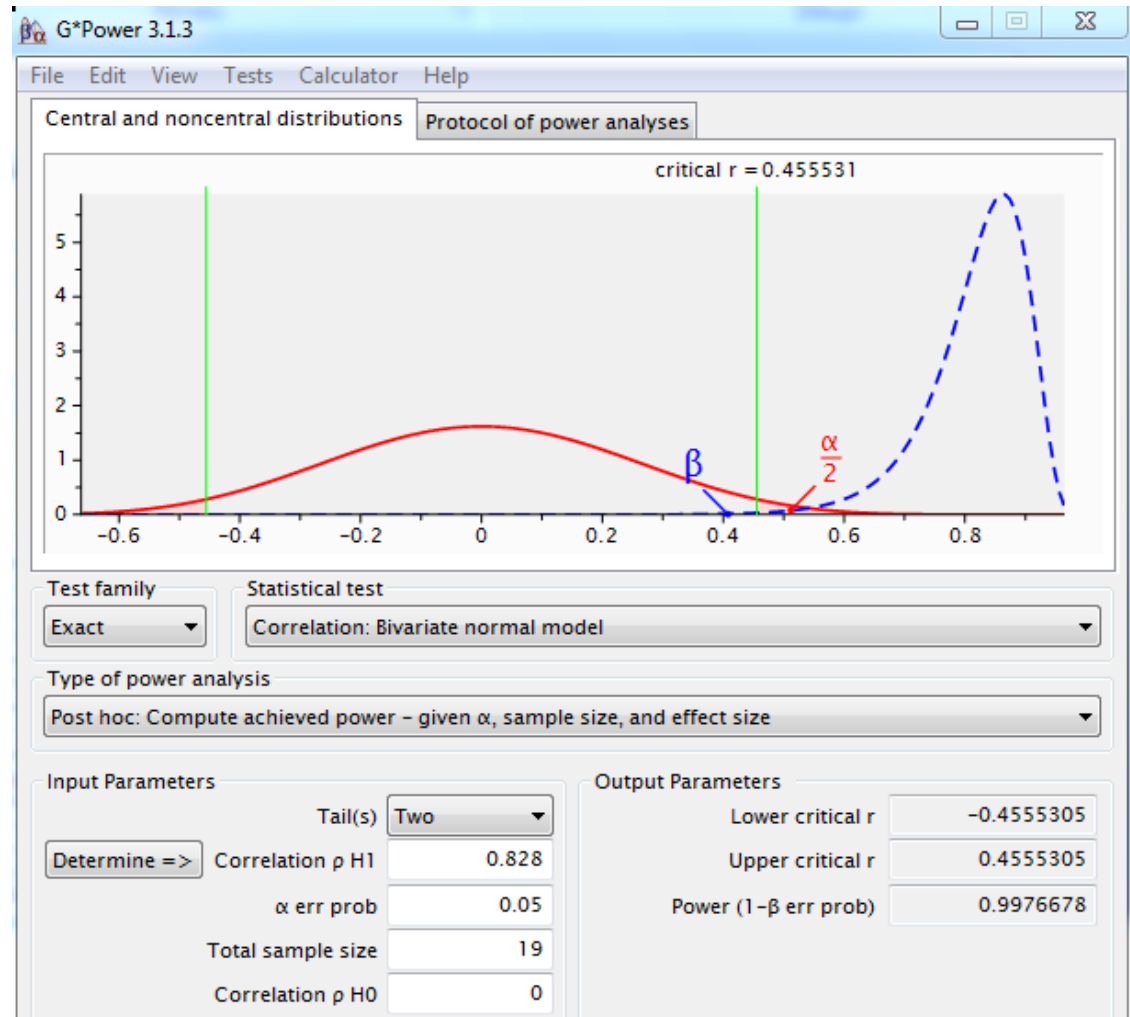 G*Power 3.1.3
File Edit View Tests Calculator Help
Central and noncentral distributions Protocol of power analyses
critical r = 0.455531
5
4
3
2
1
0
β
α
2
-0.6 -0.4 -0.2 0 0.2 0.4 0.6 0.8
Test family Statistical test
Exact Correlation: Bivariate normal model
Type of power analysis
Post hoc: Compute achieved power – given α, sample size, and effect size
Input Parameters Output Parameters
Tail(s) Two Lower critical r -0.4555305
Determine => Correlation ρ H1 0.828 Upper critical r 0.4555305
α err prob 0.05 Power (1-β err prob) 0.9976678
Total sample size 19
Correlation ρ H0 0